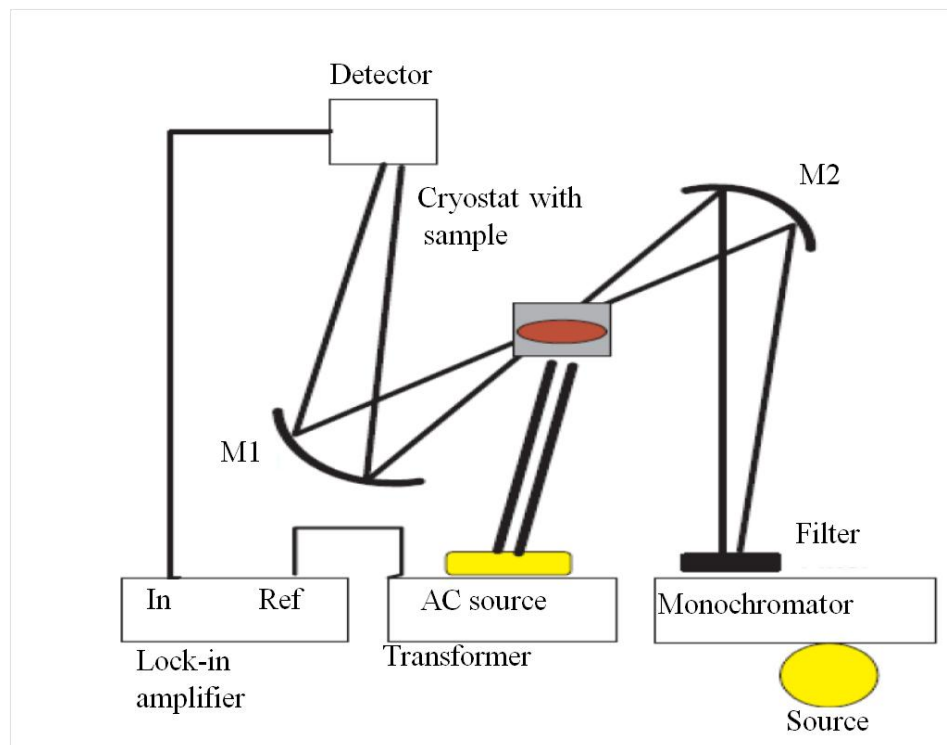 Detector
M2
Cryostat with
sample
M1
Filter
In
Ref
AC source
Monochromator
Lock-in
amplifier
Transformer
Source